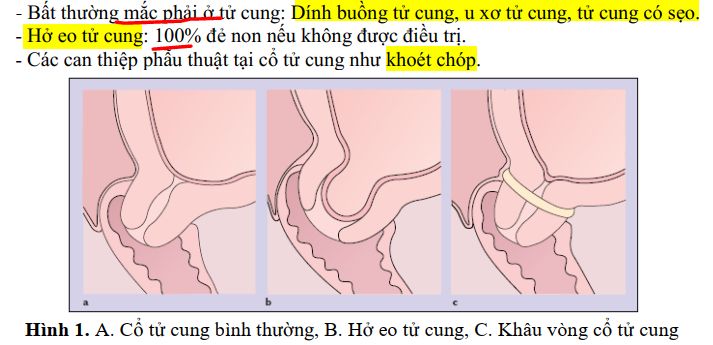 - Bất thường mắc phải ở tử cung: Dính buồng tử cung, u xơ tử cung, tử cung có sẹo.
- Hở eo tử cung: 100% đẻ non nếu không được điều trị.
- Các can thiệp phẫu thuật tại cổ tử cung như khoét chóp.
a b c
Hình 1. A. Cổ tử cung bình thường, B. Hở eo tử cung, C. Khâu vòng cổ tử cung